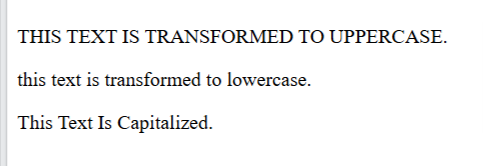 THIS TEXT IS TRANSFORMED TO UPPERCASE.
this text is transformed to lowercase.
This Text Is Capitalized.